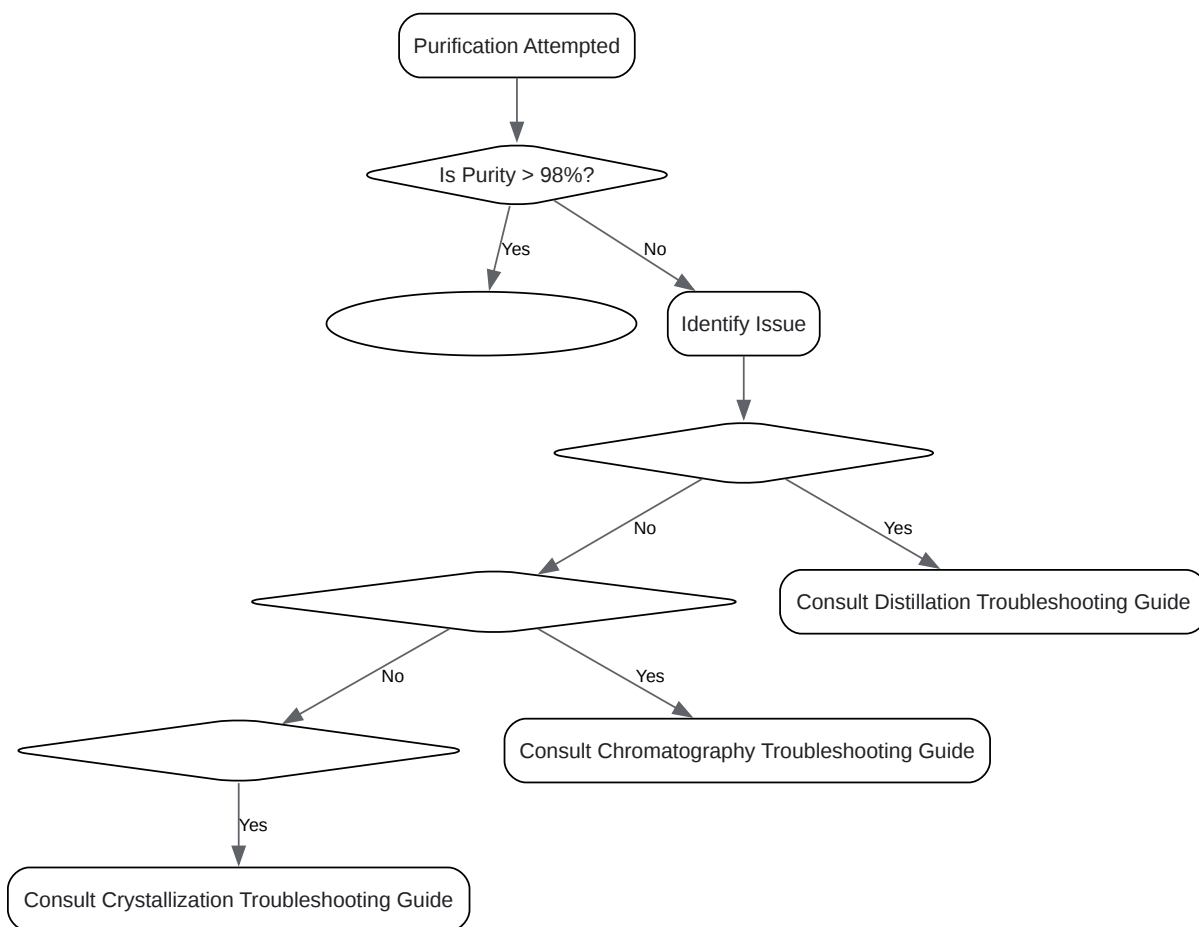 Purification Attempted
Is Purity > 98%?
Yes
No
Identify Issue
No
Yes
Consult Distillation Troubleshooting Guide
No
Yes
Consult Chromatography Troubleshooting Guide
Yes
Consult Crystallization Troubleshooting Guide